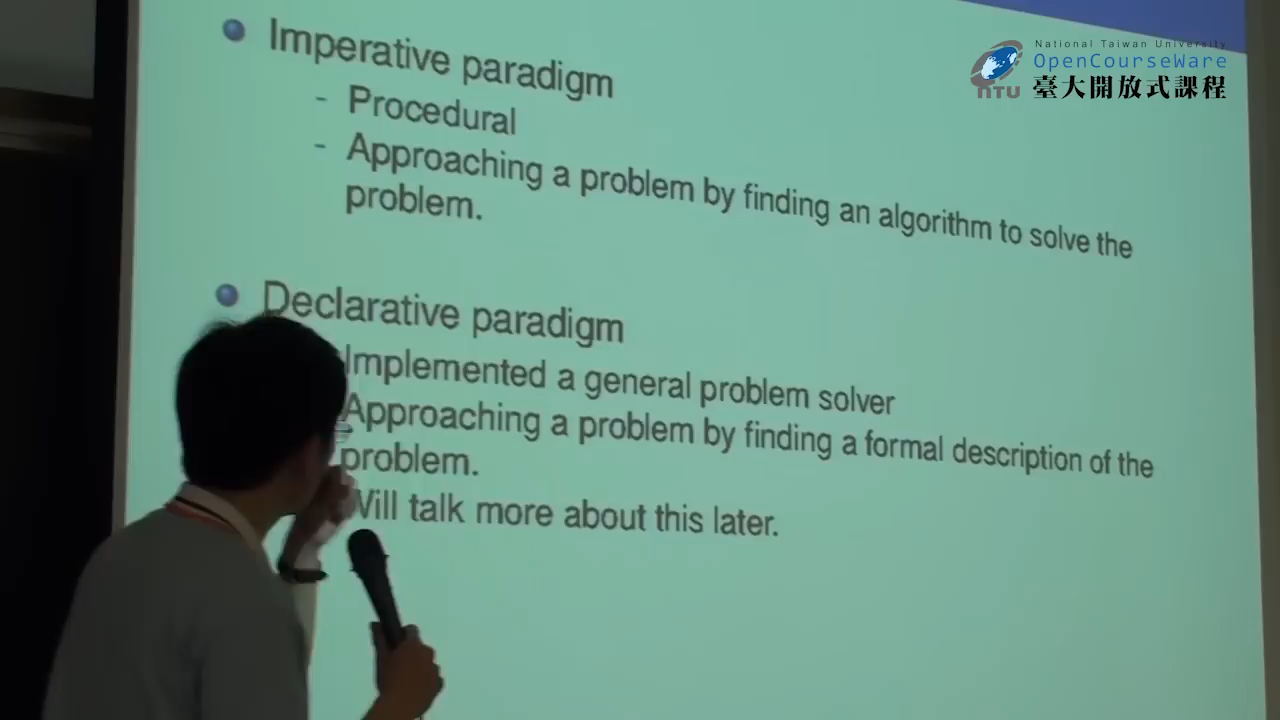 National Taiwan University
OpenCourseWare
臺大開放式課程
NTU
Imperative paradigm
- Procedural
- Approaching a problem by finding an algorithm to solve the
problem.
Declarative paradigm
Implemented a general problem solver
Approaching a problem by finding a formal description of the
problem.
Will talk more about this later.